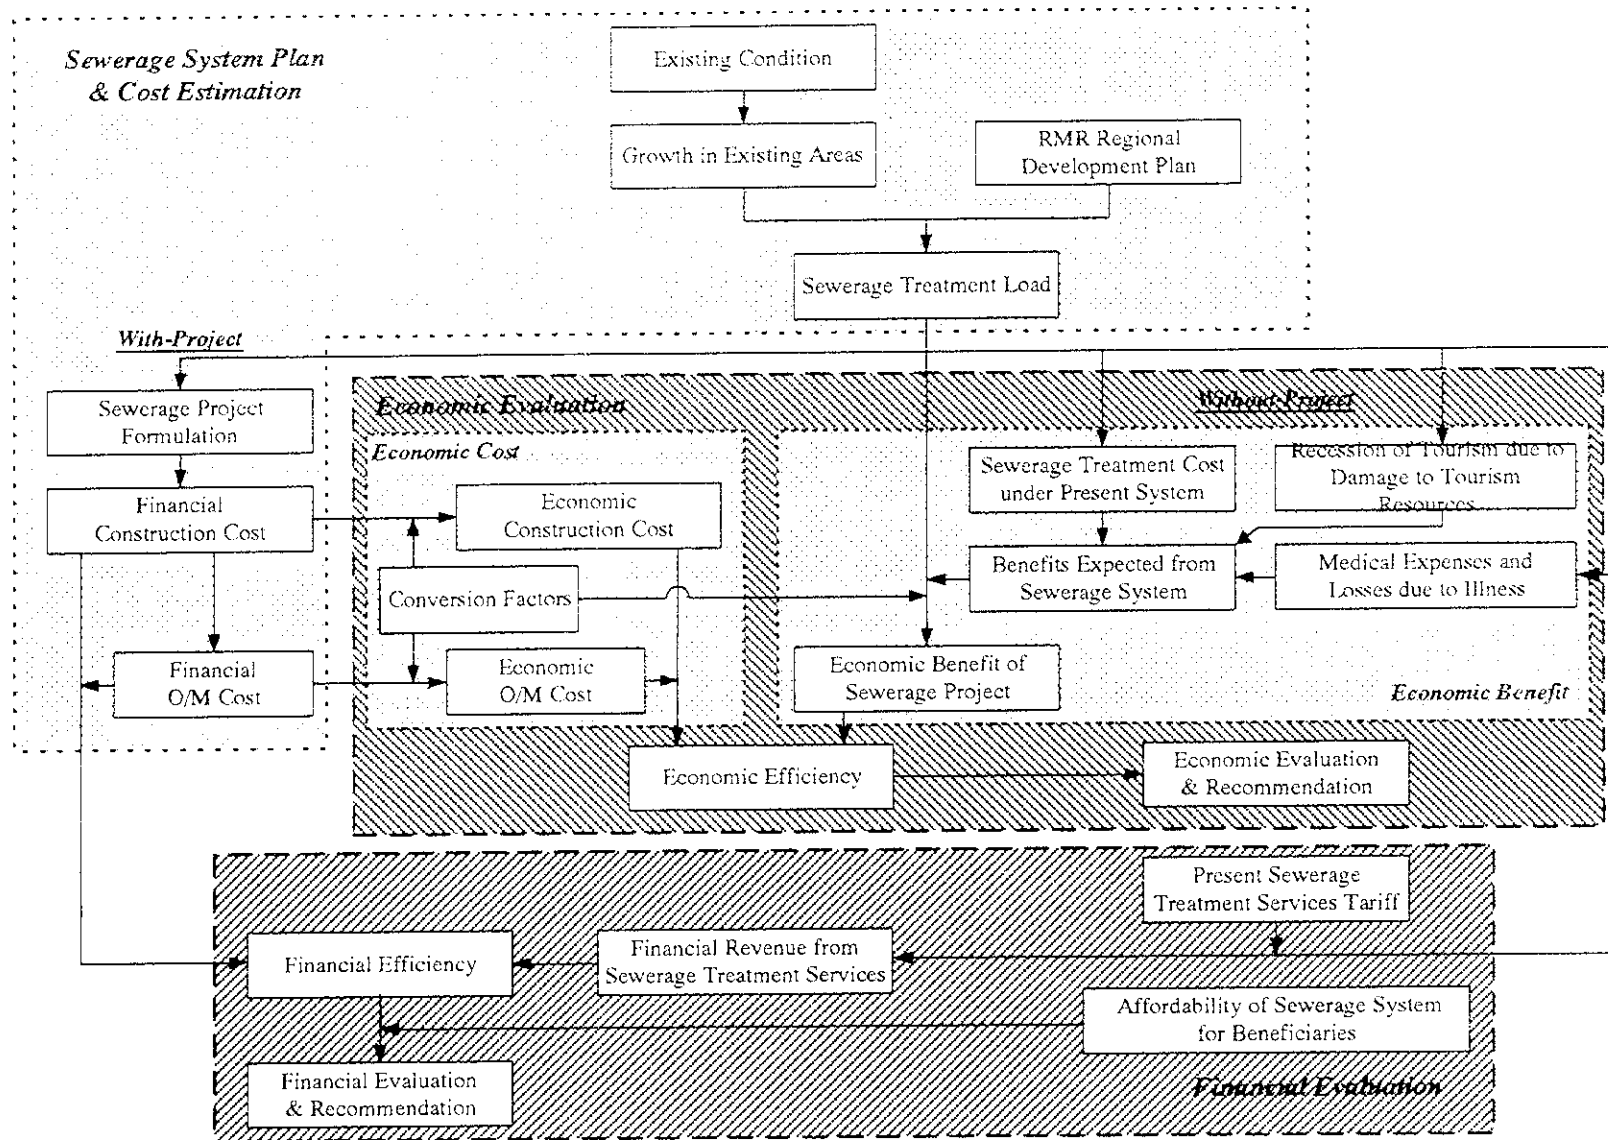 Sewerage System Plan
& Cost Estimation
Existing Condition
Growth in Existing Areas
RMR Regional
Development Plan
Sewerage Treatment Load
With-Project
Sewerage Project
Formulation
Financial
Construction Cost
Financial
O/M Cost
Economic Evaluation
Without-Project
Economic Cost
Economic
Construction Cost
Conversion Factors
Economic
O/M Cost
Sewerage Treatment Cost
under Present System
Recession of Tourism due to
Damage to Tourism
Resources
Benefits Expected from
Sewerage System
Medical Expenses and
Losses due to Illness
Economic Benefit of
Sewerage Project
Economic Benefit
Economic Efficiency
Economic Evaluation
& Recommendation
Present Sewerage
Treatment Services Tariff
Financial Efficiency
Financial Revenue from
Sewerage Treatment Services
Affordability of Sewerage System
for Beneficiaries
Financial Evaluation
& Recommendation
Financial Evaluation